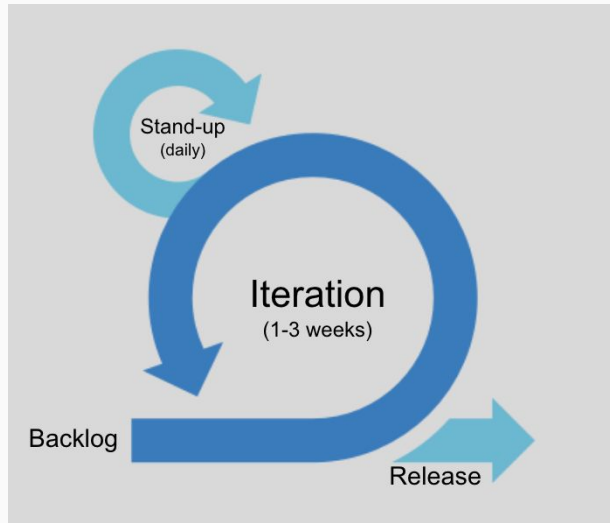 Stand-up
(daily)
Iteration
(1-3 weeks)
Backlog
Release